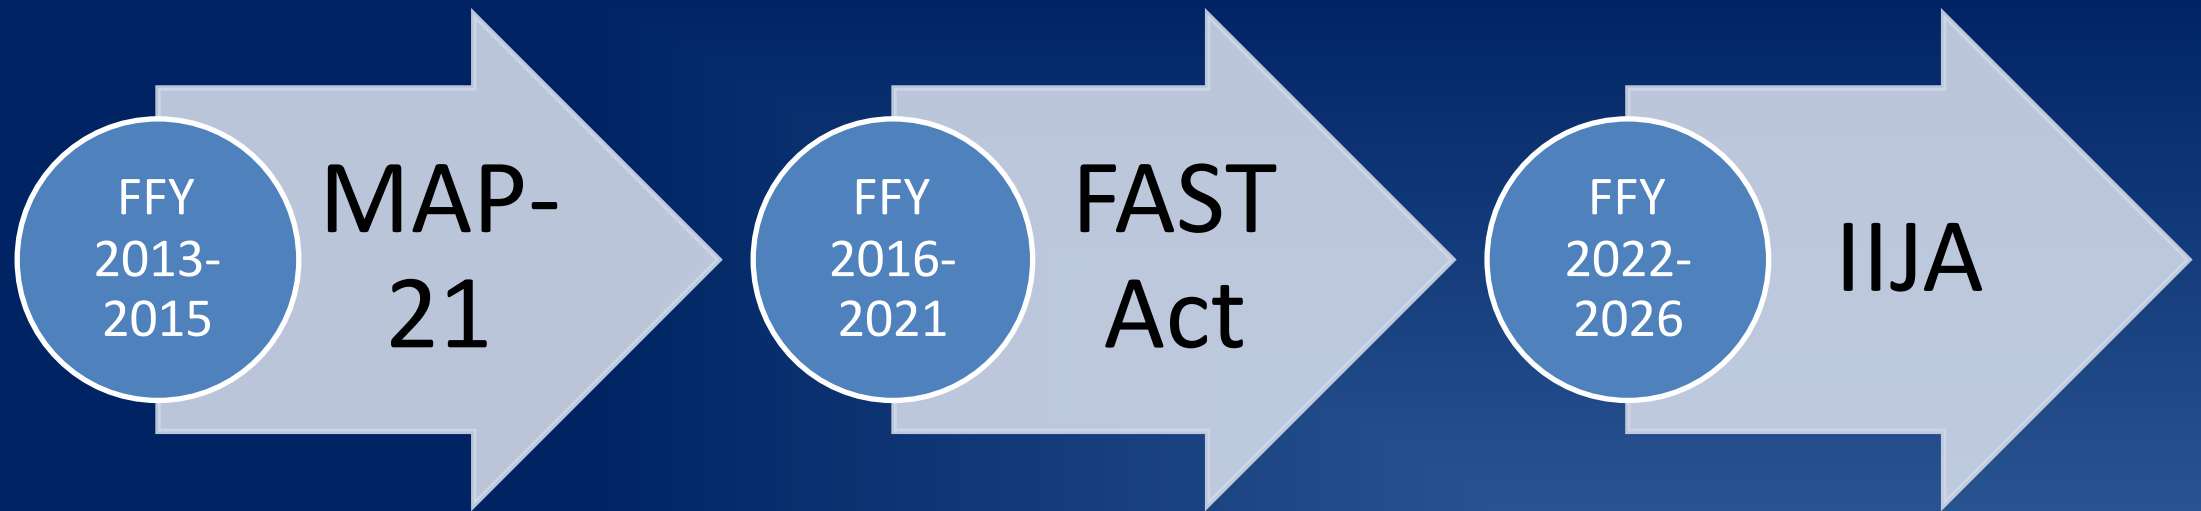 FFY
2013-
2015
MAP-
21
FFY
2016-
2021
FAST
Act
FFY
2022-
2026
IIJA